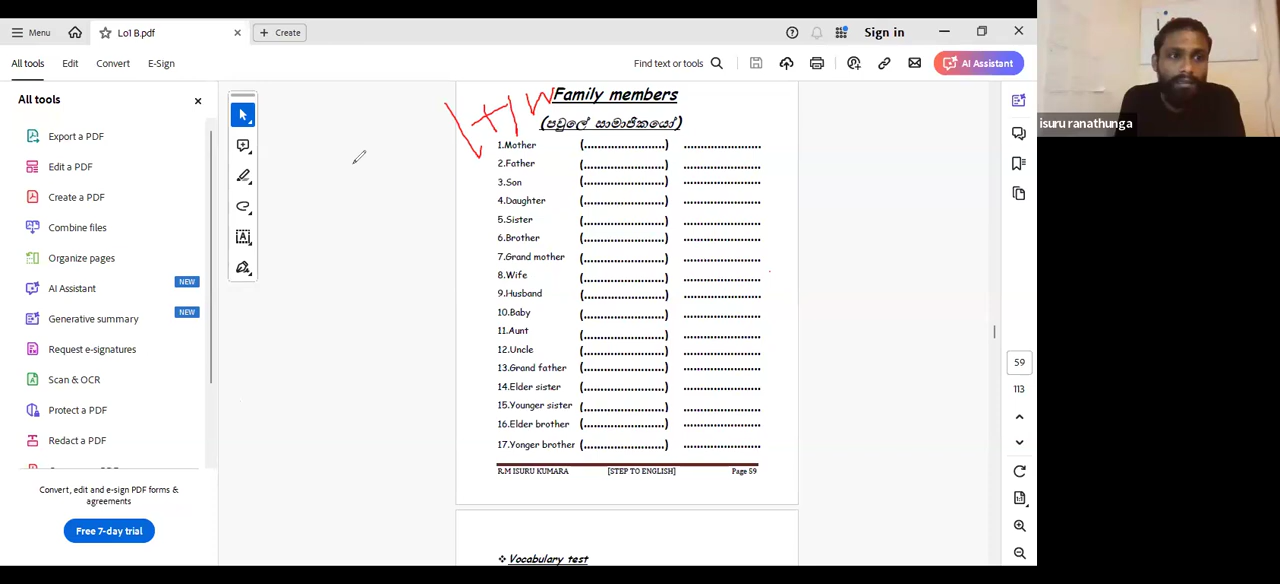 Menu
Lo1 B.pdf
Create
Sign in
All tools
Edit
Convert
E-Sign
Find text or tools
AI Assistant
All tools
Export a PDF
Edit a PDF
Create a PDF
Combine files
Organize pages
AI Assistant
NEW
Generative summary
NEW
Request e-signatures
Scan & OCR
Protect a PDF
Redact a PDF
Convert, edit and e-sign PDF forms &
agreements
Free 7-day trial
HW
Family members
(පවුලේ සාමාජිකයෝ)
1.Mother (........................) ......................
2.Father (........................) ......................
3.Son (........................) ......................
4.Daughter (........................) ......................
5.Sister (........................) ......................
6.Brother (........................) ......................
7.Grand mother (........................) ......................
8.Wife (........................) ......................
9.Husband (........................) ......................
10.Baby (........................) ......................
11.Aunt (........................) ......................
12.Uncle (........................) ......................
13.Grand father (........................) ......................
14.Elder sister (........................) ......................
15.Younger sister (........................) ......................
16.Elder brother (........................) ......................
17.Yonger brother (........................) ......................
R.M ISURU KUMARA [STEP TO ENGLISH] Page 59
❖ Vocabulary test
59
113
isuru ranathunga